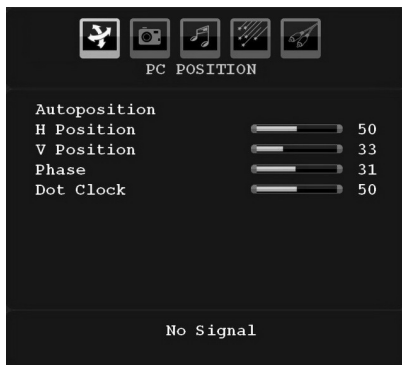 PC POSITION
Autoposition
H Position 50
V Position 33
Phase 31
Dot Clock 50
No Signal